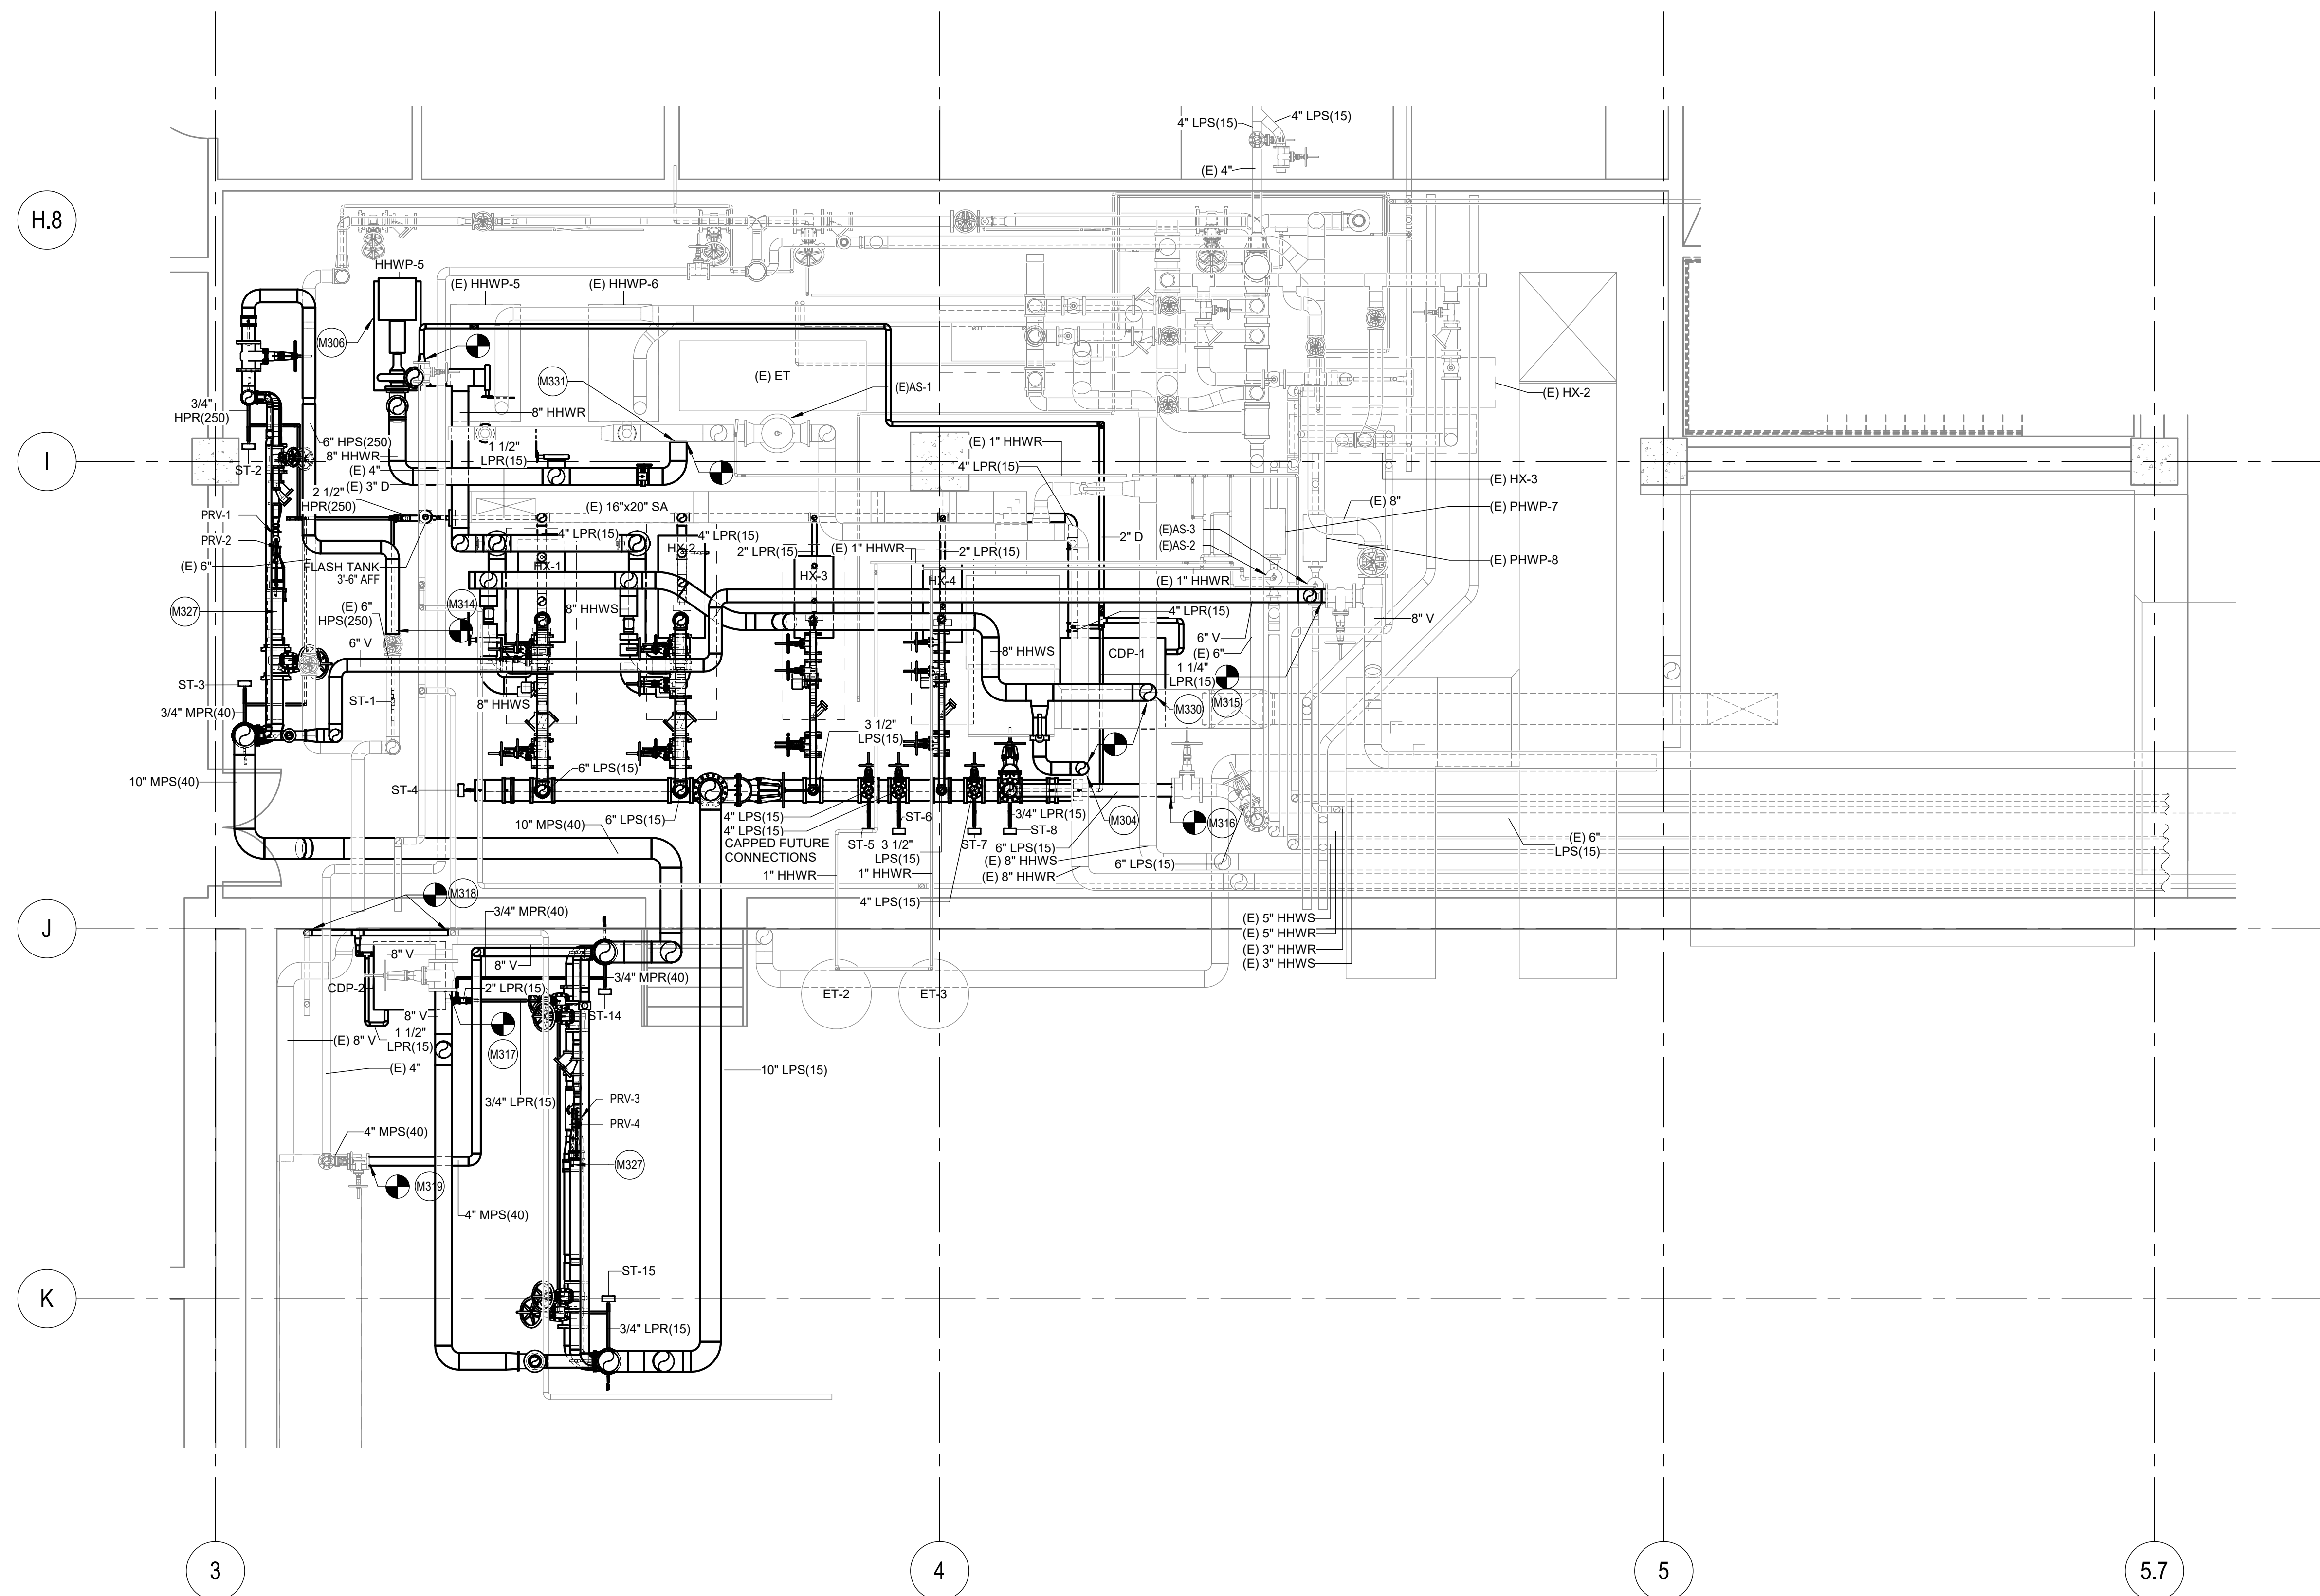 4" LPS(15)
4" LPS(15)
(E) 4"
H.8
HHWP-5
(E) HHWP-5
(E) HHWP-6
M306
M331
(E) ET
(E)AS-1
(E) HX-2
3/4"
HPR(250)
8" HHWR
6" HPS(250)
8" HHWR
1 1/2"
LPR(15)
(E) 1" HHWR
I
ST-2
(E) 4"
4" LPR(15)
(E) HX-3
(E) 3" D
2 1/2"
HPR(250)
(E) 16"x20" SA
(E) 8"
(E) PHWP-7
PRV-1
PRV-2
4" LPR(15)
4" LPR(15)
HX-2
2" LPR(15)
(E) 1" HHWR
2" LPR(15)
2" D
(E)AS-3
(E)AS-2
(E) PHWP-8
(E) 6"
FLASH TANK
3'-6" AFF
HX-1
HX-3
HX-4
(E) 1" HHWR
M327
(E) 6"
HPS(250)
M314
8" HHWS
4" LPR(15)
8" V
6" V
6" V
(E) 6"
8" HHWS
CDP-1
1 1/4"
LPR(15)
ST-3
3/4" MPR(40)
ST-1
8" HHWS
M330
M315
3 1/2"
LPS(15)
10" MPS(40)
6" LPS(15)
ST-4
10" MPS(40)
6" LPS(15)
4" LPS(15)
4" LPS(15)
CAPPED FUTURE
CONNECTIONS
ST-6
3/4" LPR(15)
ST-8
M304
M316
ST-5
3 1/2"
LPS(15)
ST-7
6" LPS(15)
(E) 8" HHWS
(E) 8" HHWR
6" LPS(15)
(E) 6"
LPS(15)
1" HHWR
1" HHWR
4" LPS(15)
M318
J
3/4" MPR(40)
(E) 5" HHWS
(E) 5" HHWR
(E) 3" HHWR
(E) 3" HHWS
8" V
8" V
3/4" MPR(40)
CDP-2
2" LPR(15)
ET-2
ET-3
8" V
ST-14
(E) 8" V
1 1/2"
LPR(15)
M317
(E) 4"
10" LPS(15)
3/4" LPR(15)
PRV-3
PRV-4
4" MPS(40)
M327
M319
4" MPS(40)
ST-15
K
3/4" LPR(15)
3
4
5
5.7